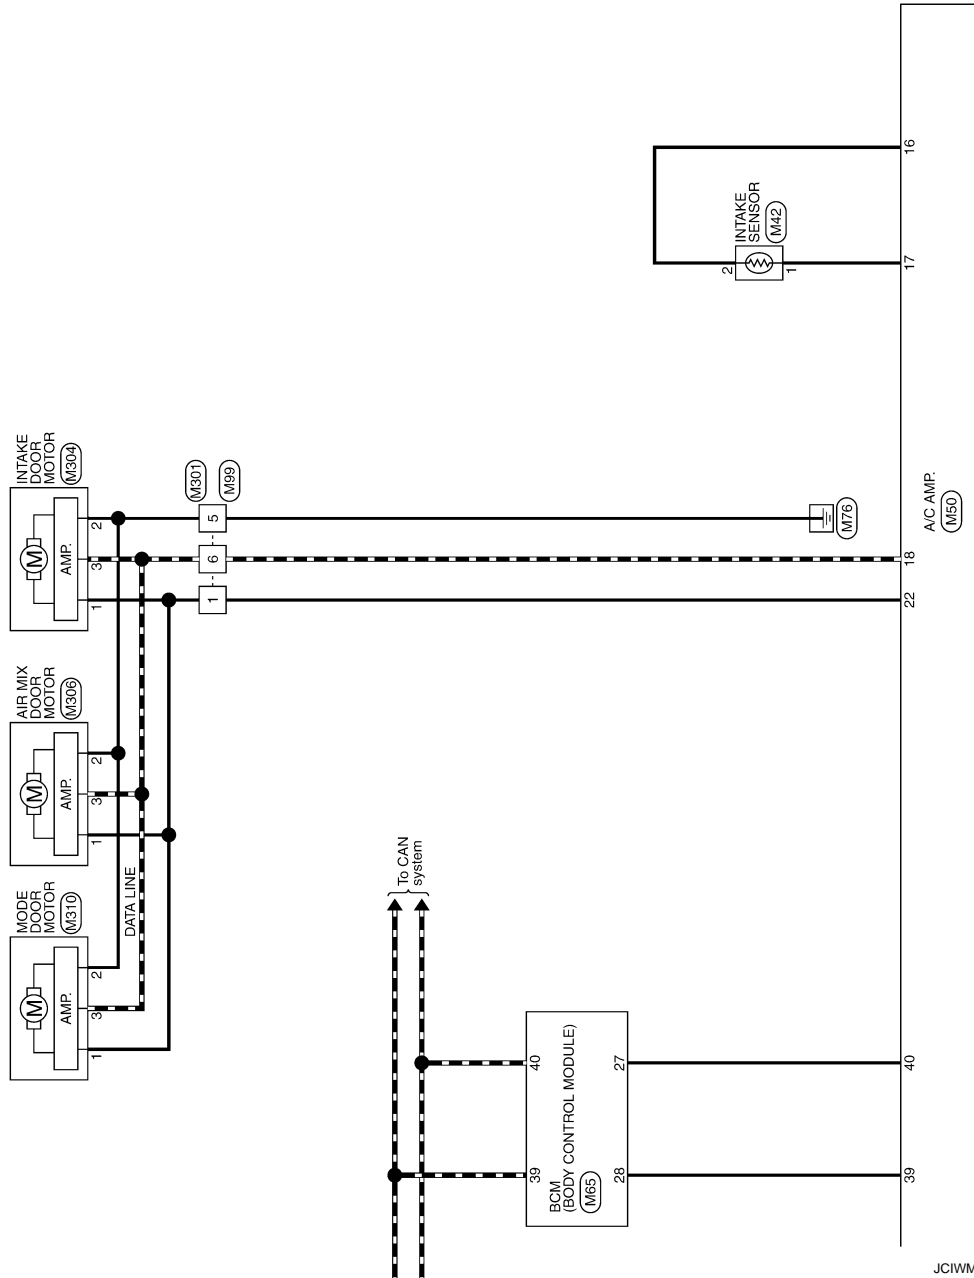 MODE
DOOR
MOTOR
M310
M
AMP.
1
3
2
DATA LINE
AIR MIX
DOOR
MOTOR
M306
M
AMP.
1
3
2
INTAKE
DOOR
MOTOR
M304
M
AMP.
1
3
2
1
6
5
M301
M99
To CAN
system
39
40
BCM
(BODY CONTROL MODULE)
M65
28
27
INTAKE
SENSOR
M42
2
1
M76
39
40
22
18
17
16
A/C AMP.
M50
JCIWM